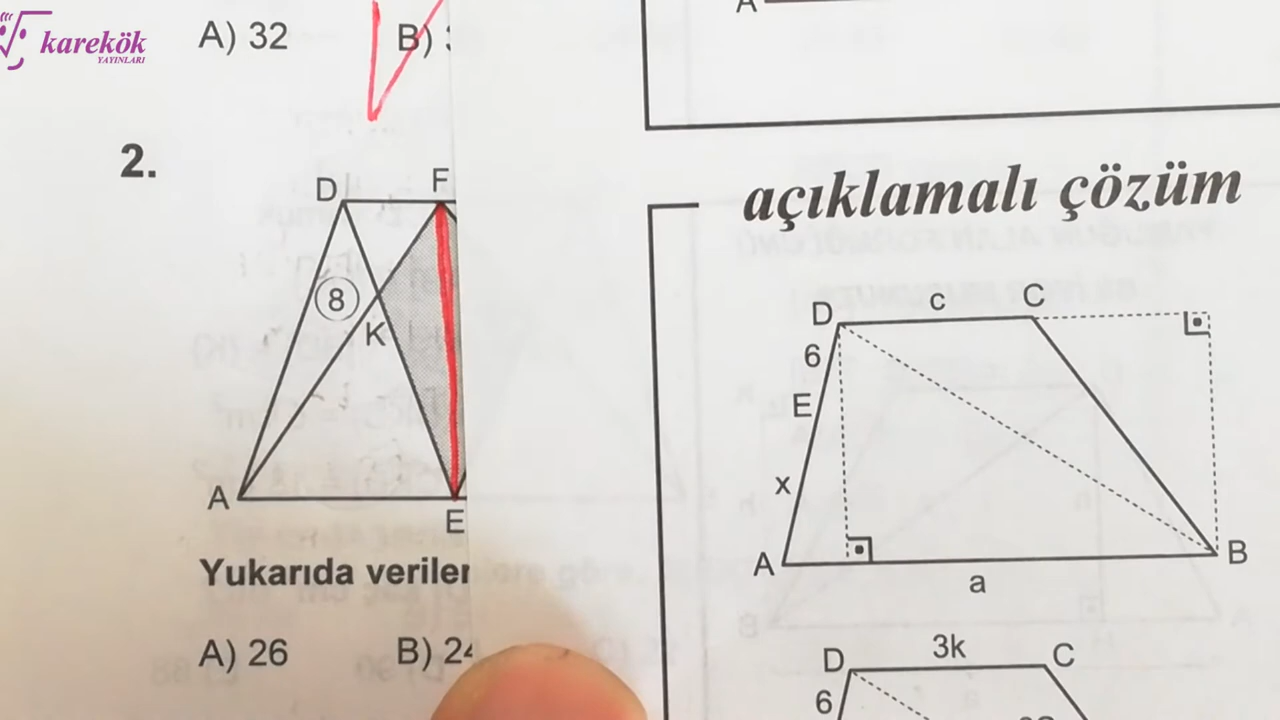 karekök
YAYINLARI
A) 32
B)
A
2.
D
F
8
K
A
E
Yukarıda veriler
A) 26
B) 24
açıklamalı çözüm
D
c
C
6
E
x
A
a
B
D
3k
C
6